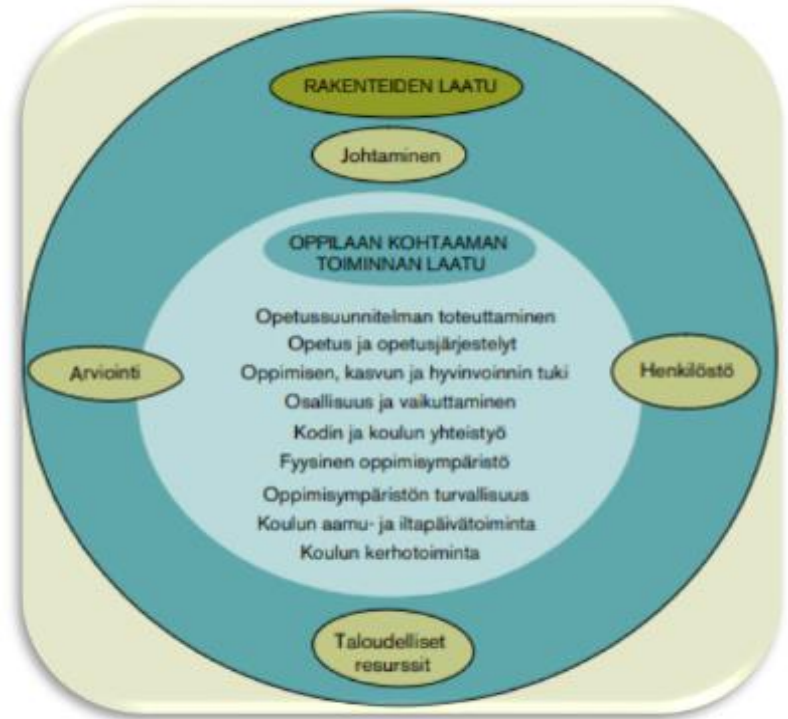 RAKENTEIDEN LAATU
Johtaminen
OPPILAAN KOHTAAMAN
TOIMINNAN LAATU
Opetussuunnitelman toteuttaminen
Opetus ja opetusjärjestelyt
Oppimisen, kasvun ja hyvinvoinnin tuki
Osallisuus ja vaikuttaminen
Kodin ja koulun yhteistyö
Fyysinen oppimisympäristö
Oppimisympäristön turvallisuus
Koulun aamu- ja iltapäivätoiminta
Koulun kerhotoiminta
Arviointi
Henkilöstö
Taloudelliset
resurssit